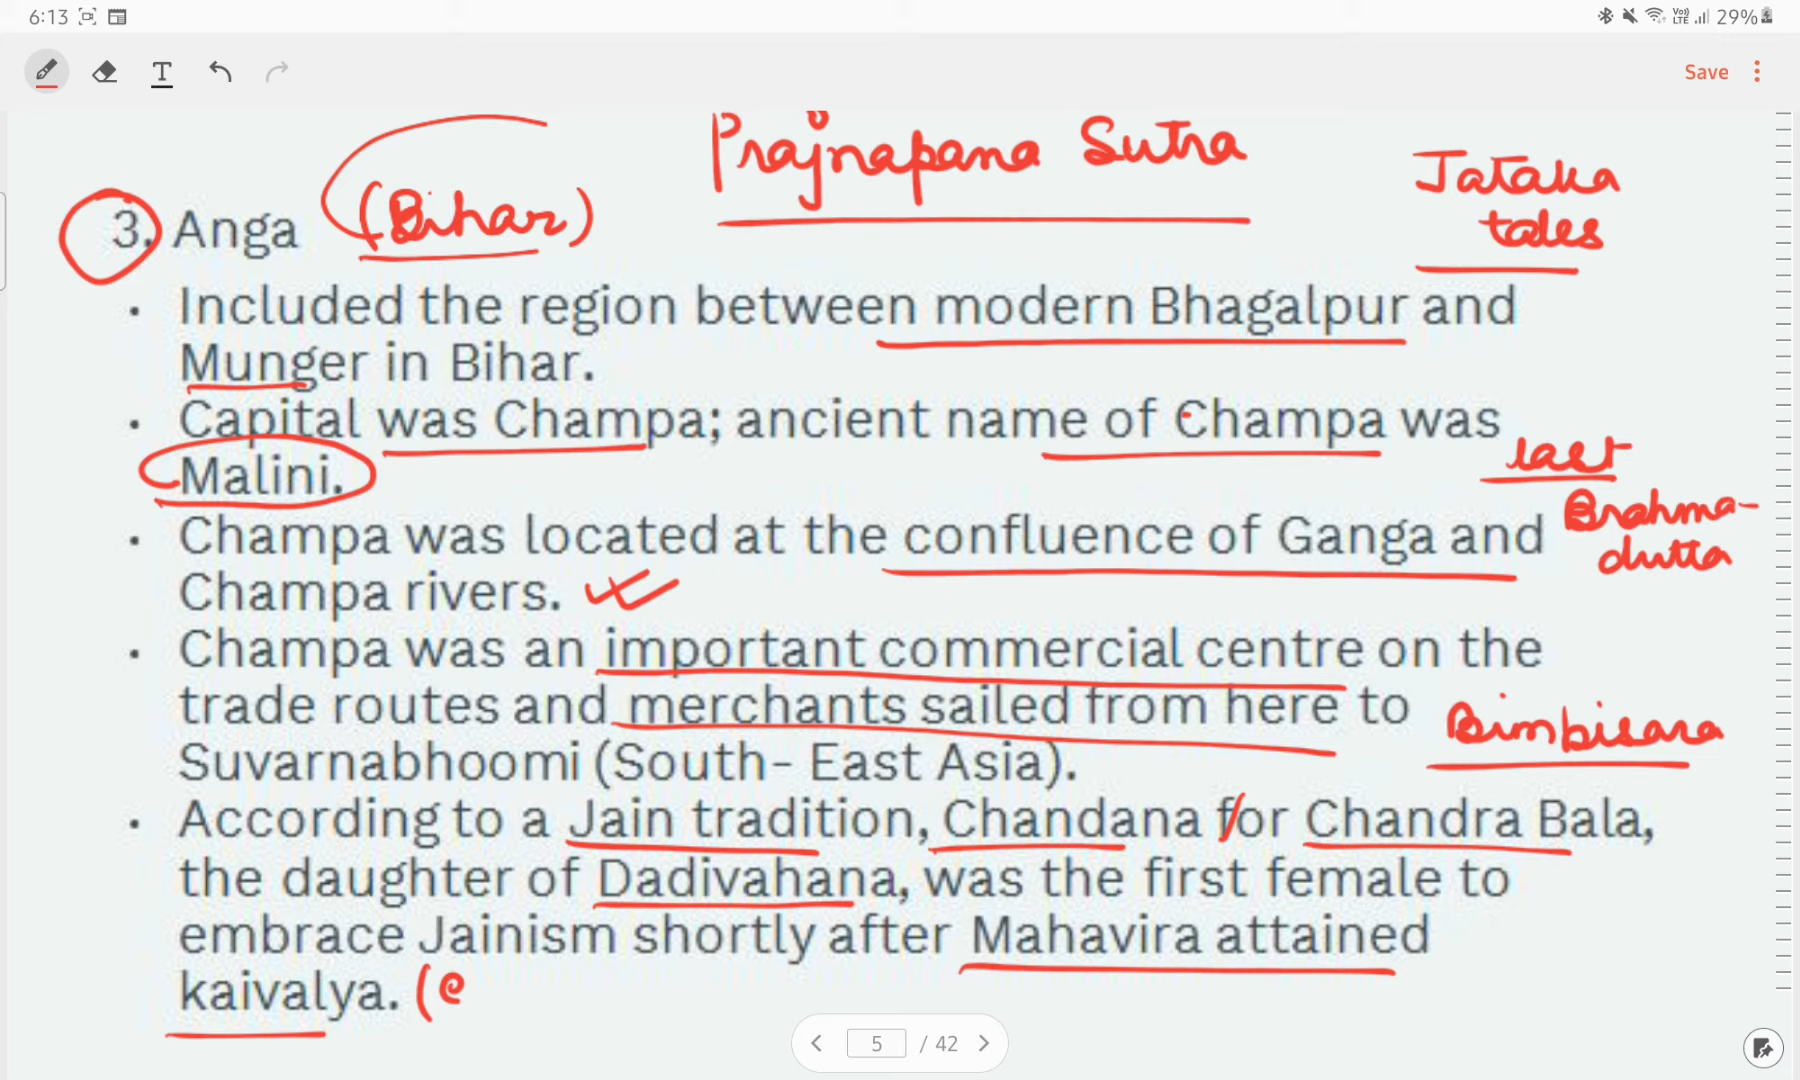 6:13
29%
T
Save
Prajnapana Sutra
Jataka
tales
3. Anga (Bihar)
• Included the region between modern Bhagalpur and
Munger in Bihar.
• Capital was Champa; ancient name of Champa was
Malini.
last
Brahma-
dutta
• Champa was located at the confluence of Ganga and
Champa rivers.
• Champa was an important commercial centre on the
trade routes and merchants sailed from here to
Suvarnabhoomi (South- East Asia).
Bimbisara
• According to a Jain tradition, Chandana for Chandra Bala,
the daughter of Dadivahana, was the first female to
embrace Jainism shortly after Mahavira attained
kaivalya. (
5 / 42